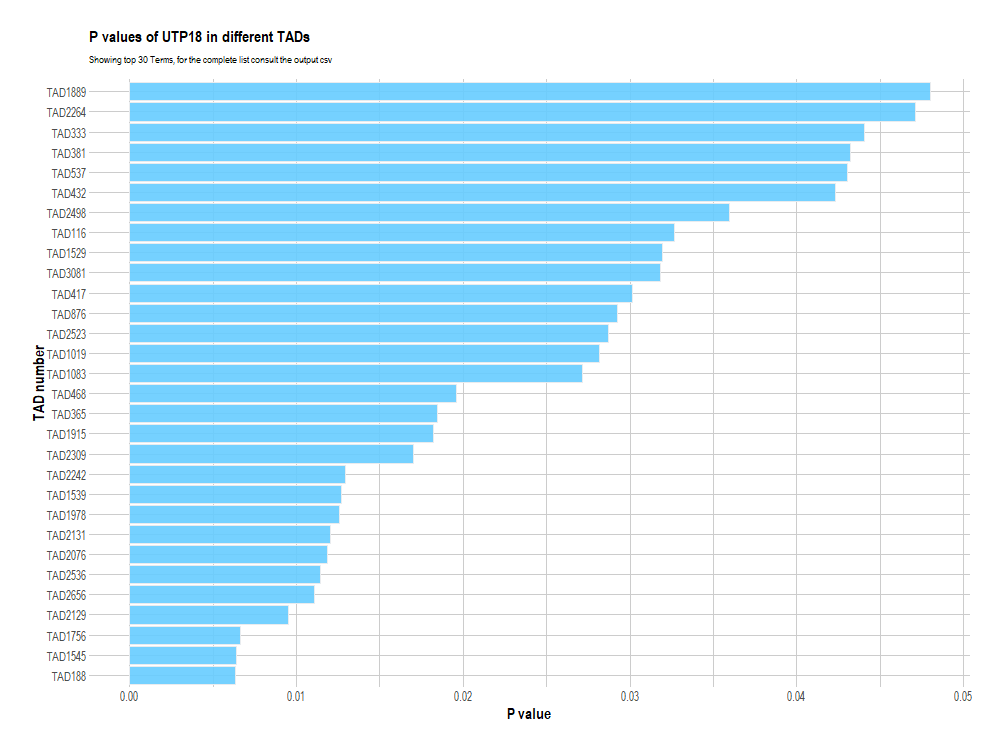 P values of UTP18 in different TADs
Showing top 30 Terms, for the complete list consult the output csv
TAD number
TAD1889
TAD2264
TAD333
TAD381
TAD537
TAD432
TAD2498
TAD116
TAD1529
TAD3081
TAD417
TAD876
TAD2523
TAD1019
TAD1083
TAD468
TAD365
TAD1915
TAD2309
TAD2242
TAD1539
TAD1978
TAD2131
TAD2076
TAD2536
TAD2656
TAD2129
TAD1756
TAD1545
TAD188
0.00 0.01 0.02 0.03 0.04 0.05
P value